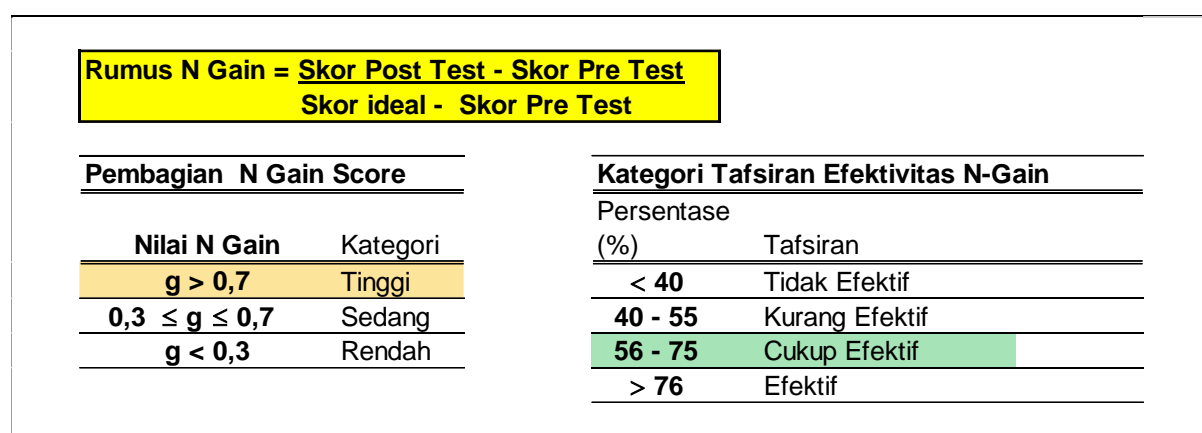 Rumus N Gain = Skor Post Test - Skor Pre Test
Skor ideal - Skor Pre Test
Pembagian N Gain Score
Nilai N Gain Kategori
g > 0,7 Tinggi
0,3 ≤ g ≤ 0,7 Sedang
g < 0,3 Rendah
Kategori Tafsiran Efektivitas N-Gain
Persentase
(%) Tafsiran
< 40 Tidak Efektif
40 - 55 Kurang Efektif
56 - 75 Cukup Efektif
> 76 Efektif